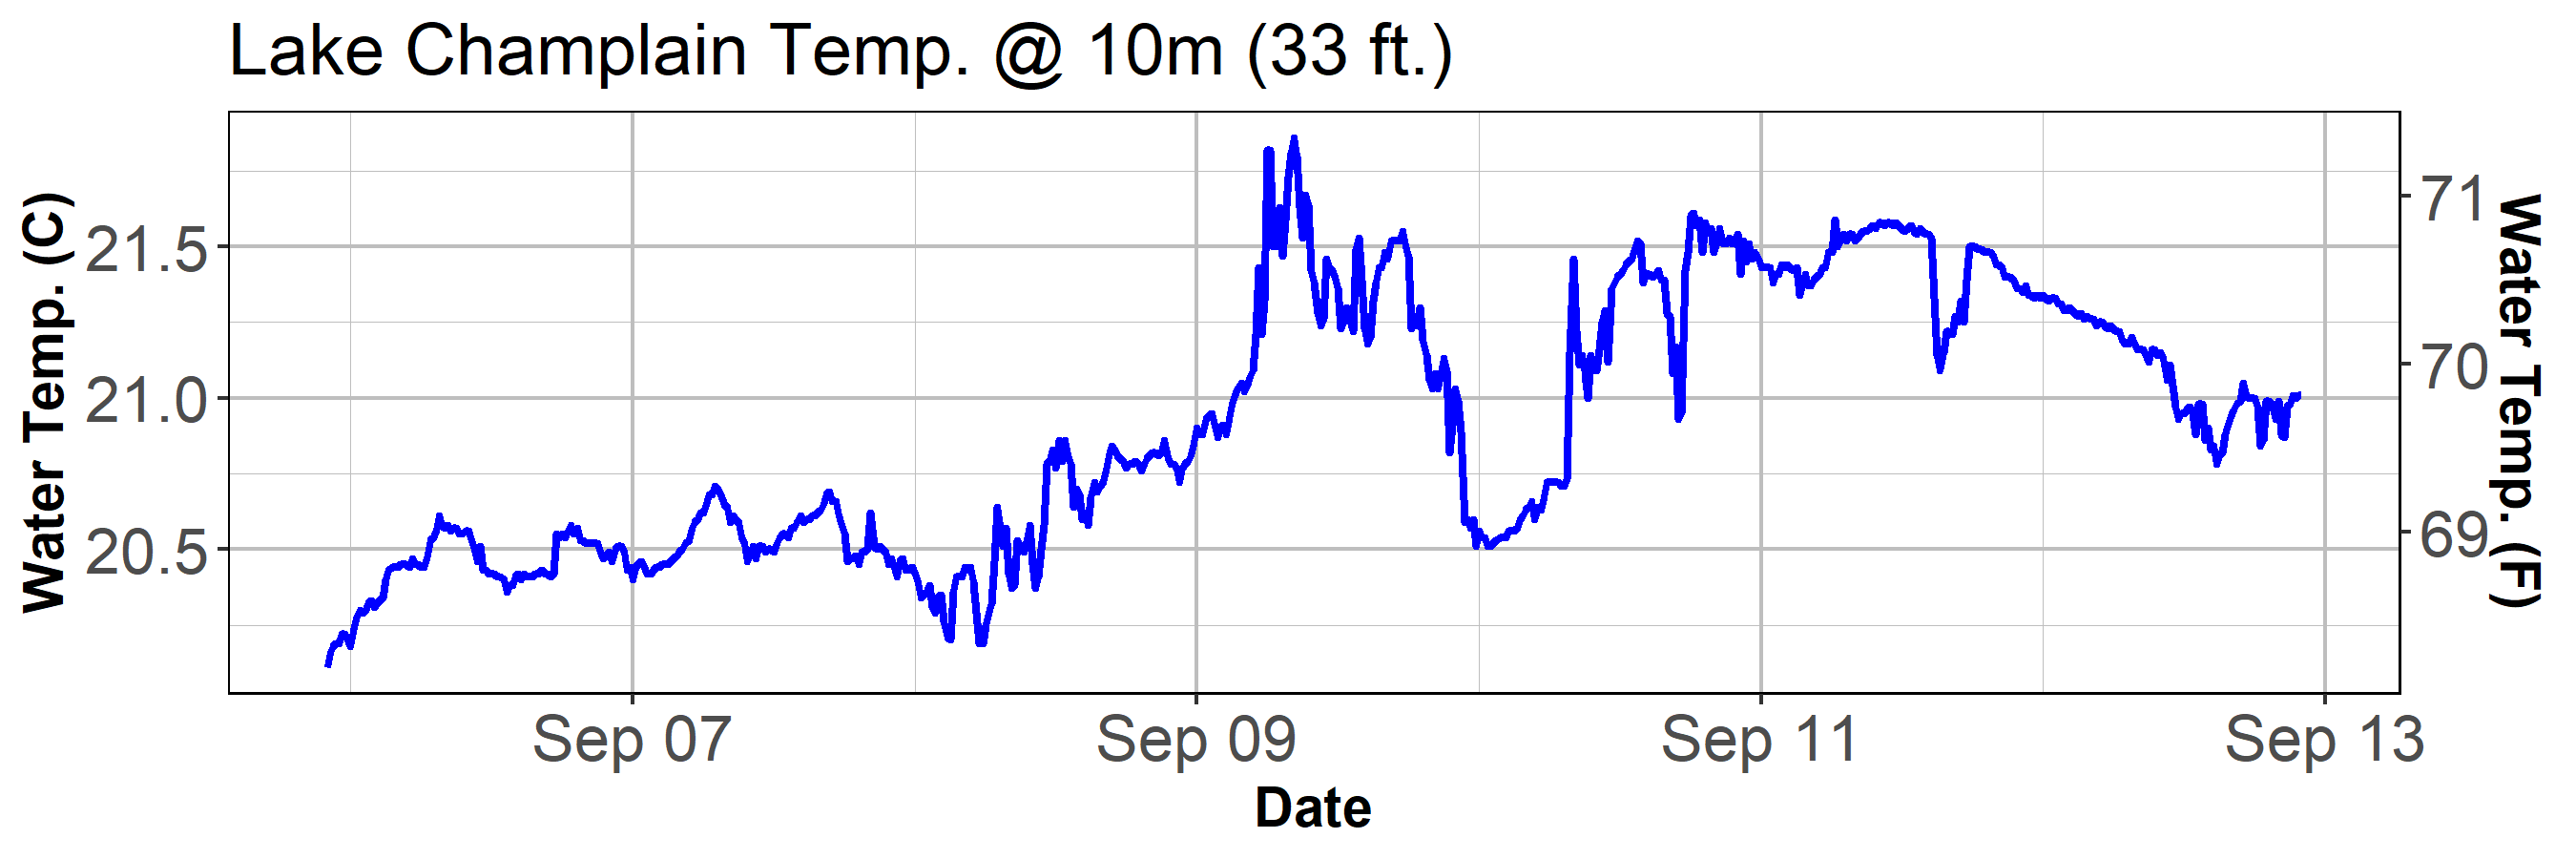 Lake Champlain Temp. @ 10m (33 ft.)
Water Temp. (C)
21.5
21.0
20.5
71
70
69
Water Temp. (F)
Sep 07
Sep 09
Sep 11
Sep 13
Date